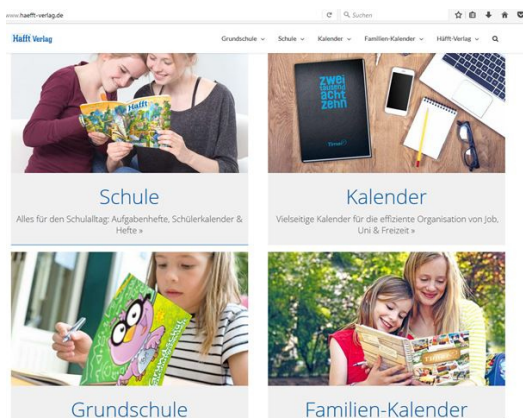 www.haefft-verlag.de
Suchen
Häfft Verlag
Grundschule
Schule
Kalender
Familien-Kalender
Häfft-Verlag
Häfft
zwei
tausend
acht
zehn
Schule
Alles für den Schulalltag: Aufgabenhefte, Schülerkalender &
Hefte »
Kalender
Vielseitige Kalender für die effiziente Organisation von Job,
Uni & Freizeit »
Grundschule
Grundschule
Familien-Kalender